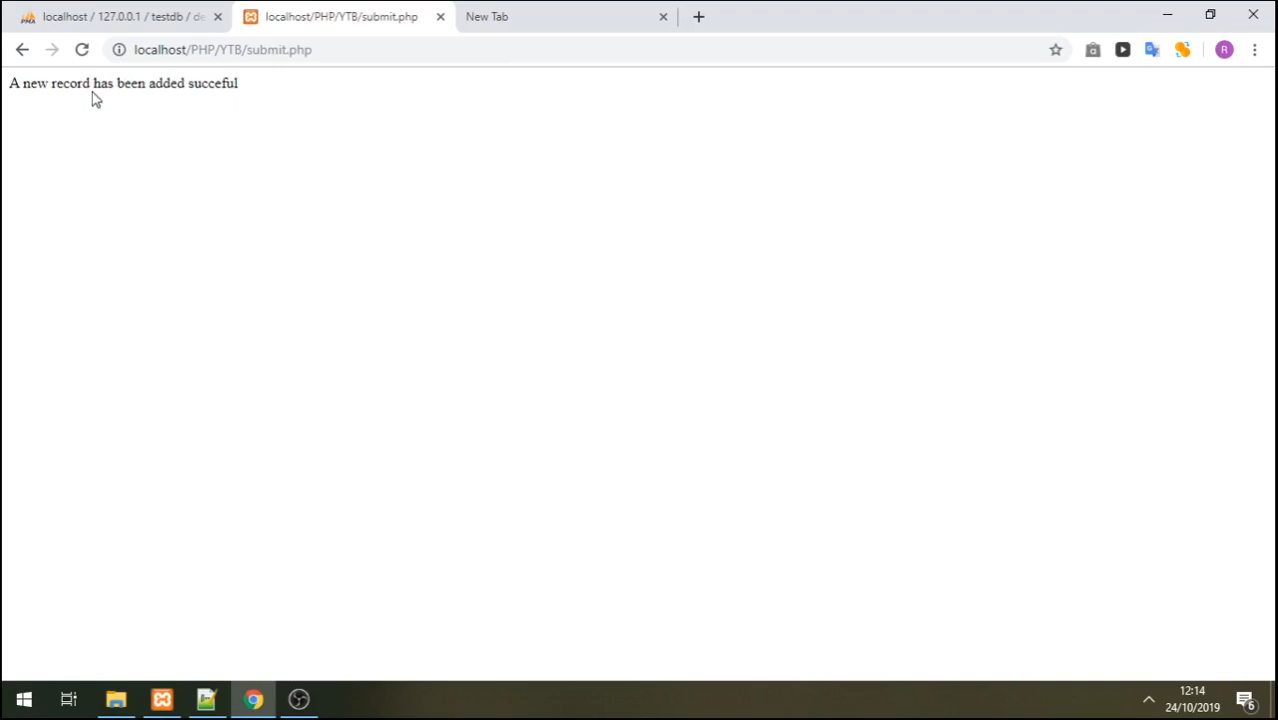 localhost / 127.0.0.1 / testdb / de
localhost/PHP/YTB/submit.php
New Tab
localhost/PHP/YTB/submit.php
R
A new record has been added succeful
12:14
24/10/2019
6